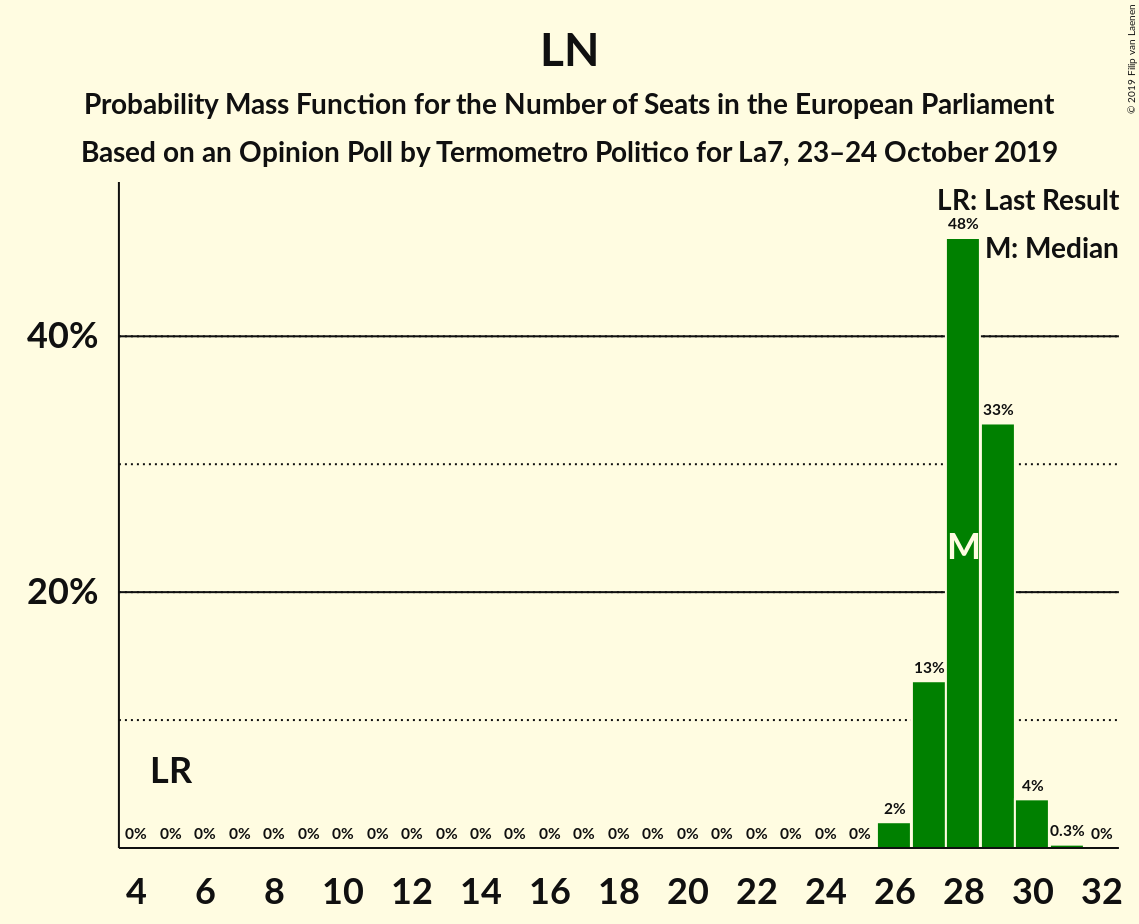 LN
Probability Mass Function for the Number of Seats in the European Parliament
Based on an Opinion Poll by Termometro Politico for La7, 23–24 October 2019
© 2019 Filip van Laenen
LR: Last Result
M: Median
48%
40%
33%
M
20%
13%
LR
4%
2%
0% 0% 0% 0% 0% 0% 0% 0% 0% 0% 0% 0% 0% 0% 0% 0% 0% 0% 0% 0% 0% 0% 0.3% 0%
4 6 8 10 12 14 16 18 20 22 24 26 28 30 32